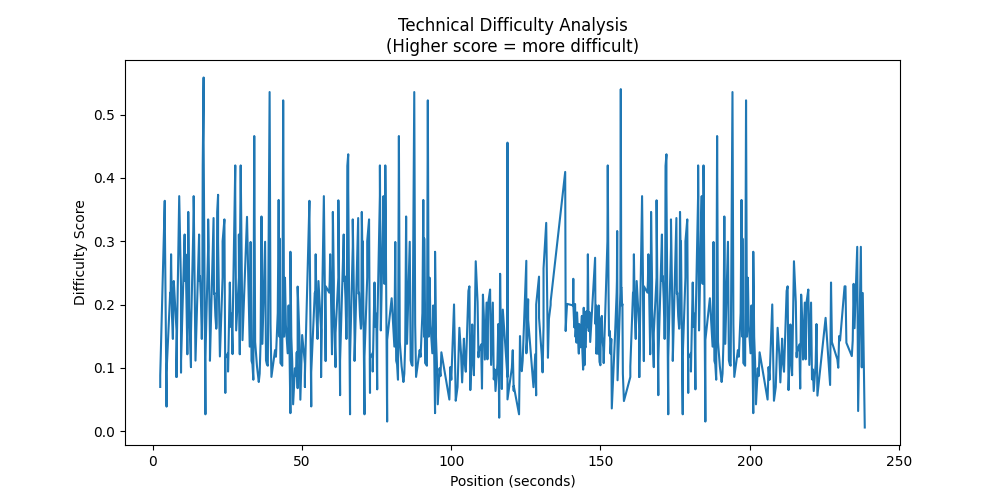 Technical Difficulty Analysis
(Higher score = more difficult)
Difficulty Score
0.5
0.4
0.3
0.2
0.1
0.0
0 50 100 150 200 250
Position (seconds)